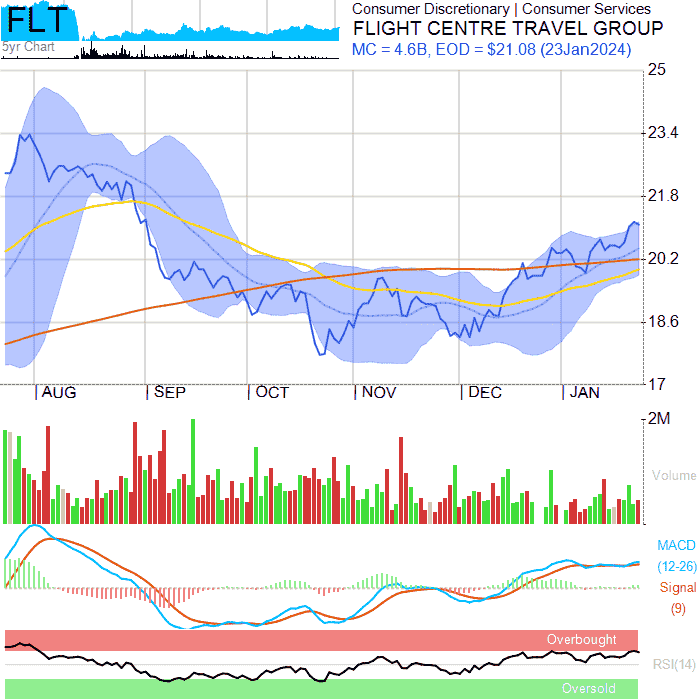 FLT
5yr Chart
Consumer Discretionary | Consumer Services
FLIGHT CENTRE TRAVEL GROUP
MC = 4.6B, EOD = $21.08 (23Jan2024)
25
23.4
21.8
20.2
18.6
17
| AUG
| SEP
| OCT
| NOV
| DEC
| JAN
2M
Volume
MACD
(12-26)
Signal
(9)
Overbought
RSI(14)
Oversold